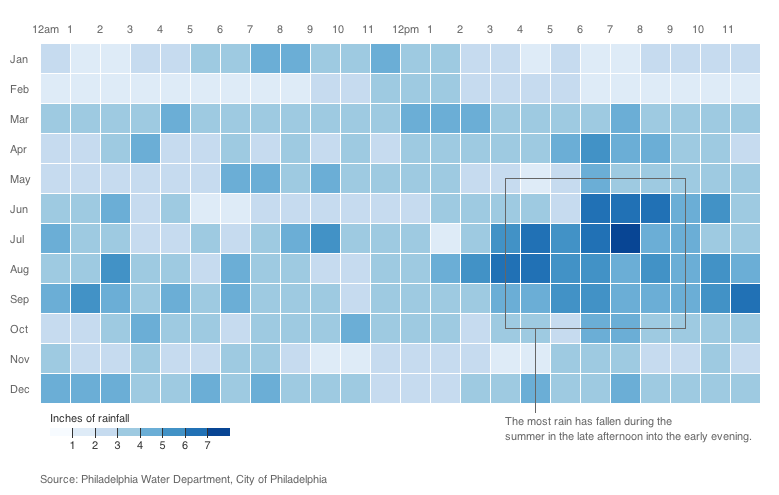 12am 1 2 3 4 5 6 7 8 9 10 11 12pm 1 2 3 4 5 6 7 8 9 10 11
Jan
Feb
Mar
Apr
May
Jun
Jul
Aug
Sep
Oct
Nov
Dec
Inches of rainfall
1 2 3 4 5 6 7
The most rain has fallen during the
summer in the late afternoon into the early evening.
Source: Philadelphia Water Department, City of Philadelphia